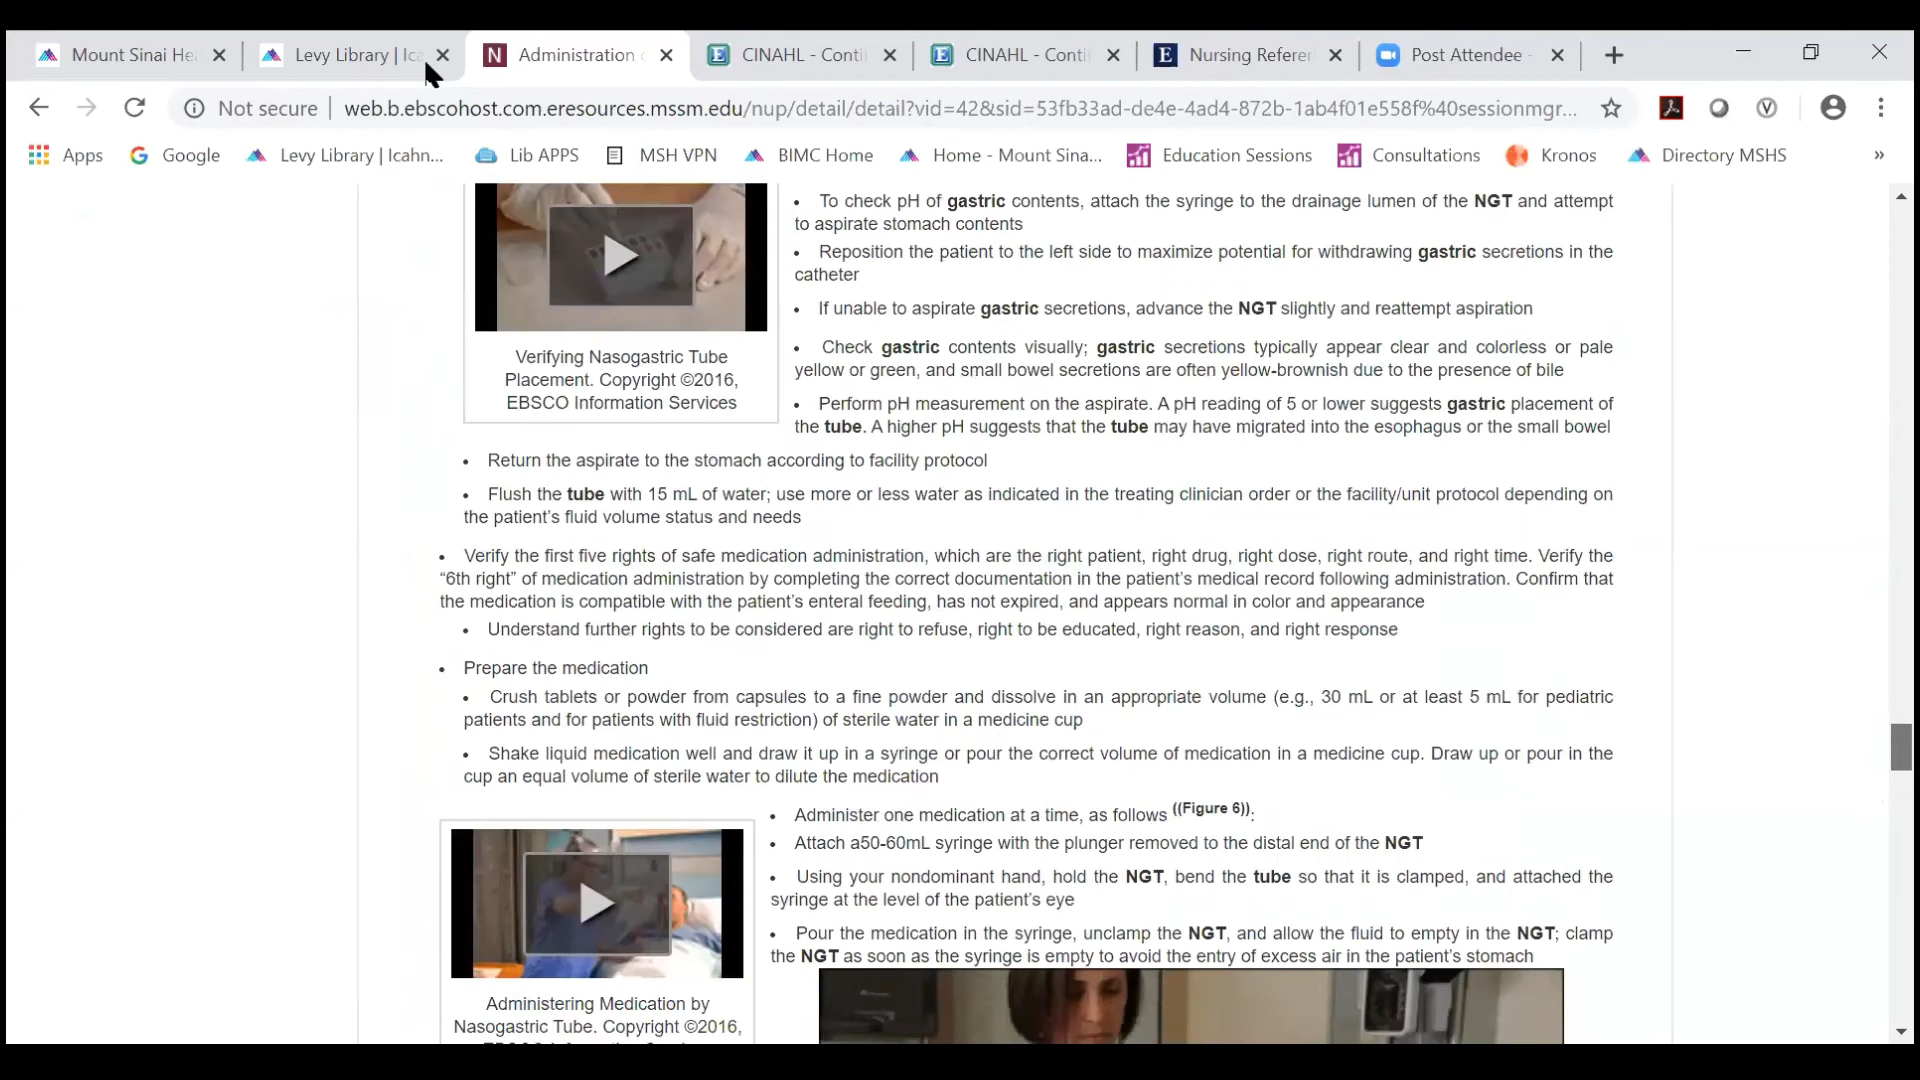 Mount Sinai Hea
Levy Library | Ica
Administration o
CINAHL - Conti
CINAHL - Conti
Nursing Referen
Post Attendee -
Not secure
web.b.ebscohost.com.eresources.mssm.edu/nup/detail/detail?vid=42&sid=53fb33ad-de4e-4ad4-872b-1ab4f01e558f%40sessionmgr...
Apps
Google
Levy Library | Icahn...
Lib APPS
MSH VPN
BIMC Home
Home - Mount Sina...
Education Sessions
Consultations
Kronos
Directory MSHS
»
• To check pH of gastric contents, attach the syringe to the drainage lumen of the NGT and attempt
to aspirate stomach contents
• Reposition the patient to the left side to maximize potential for withdrawing gastric secretions in the
catheter
• If unable to aspirate gastric secretions, advance the NGT slightly and reattempt aspiration
• Check gastric contents visually; gastric secretions typically appear clear and colorless or pale
yellow or green, and small bowel secretions are often yellow-brownish due to the presence of bile
• Perform pH measurement on the aspirate. A pH reading of 5 or lower suggests gastric placement of
the tube. A higher pH suggests that the tube may have migrated into the esophagus or the small bowel
Verifying Nasogastric Tube
Placement. Copyright ©2016,
EBSCO Information Services
• Return the aspirate to the stomach according to facility protocol
• Flush the tube with 15 mL of water; use more or less water as indicated in the treating clinician order or the facility/unit protocol depending on
the patient's fluid volume status and needs
• Verify the first five rights of safe medication administration, which are the right patient, right drug, right dose, right route, and right time. Verify the
“6th right” of medication administration by completing the correct documentation in the patient's medical record following administration. Confirm that
the medication is compatible with the patient's enteral feeding, has not expired, and appears normal in color and appearance
• Understand further rights to be considered are right to refuse, right to be educated, right reason, and right response
• Prepare the medication
• Crush tablets or powder from capsules to a fine powder and dissolve in an appropriate volume (e.g., 30 mL or at least 5 mL for pediatric
patients and for patients with fluid restriction) of sterile water in a medicine cup
• Shake liquid medication well and draw it up in a syringe or pour the correct volume of medication in a medicine cup. Draw up or pour in the
cup an equal volume of sterile water to dilute the medication
• Administer one medication at a time, as follows ((Figure 6)):
• Attach a50-60mL syringe with the plunger removed to the distal end of the NGT
• Using your nondominant hand, hold the NGT, bend the tube so that it is clamped, and attached the
syringe at the level of the patient's eye
• Pour the medication in the syringe, unclamp the NGT, and allow the fluid to empty in the NGT; clamp
the NGT as soon as the syringe is empty to avoid the entry of excess air in the patient's stomach
Administering Medication by
Nasogastric Tube. Copyright ©2016,